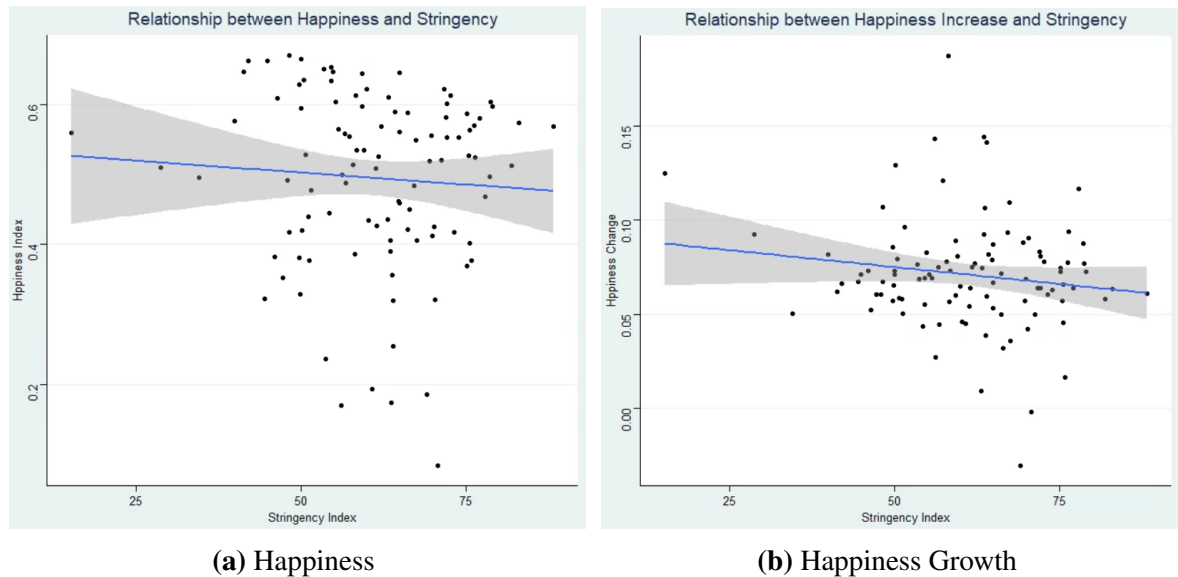 Relationship between Happiness and Stringency
Hppiness Index
0.6
0.4
0.2
25
50
75
Stringency Index
(a) Happiness
Relationship between Happiness Increase and Stringency
Hppiness Change
0.15
0.10
0.05
0.00
25
50
75
Stringency Index
(b) Happiness Growth